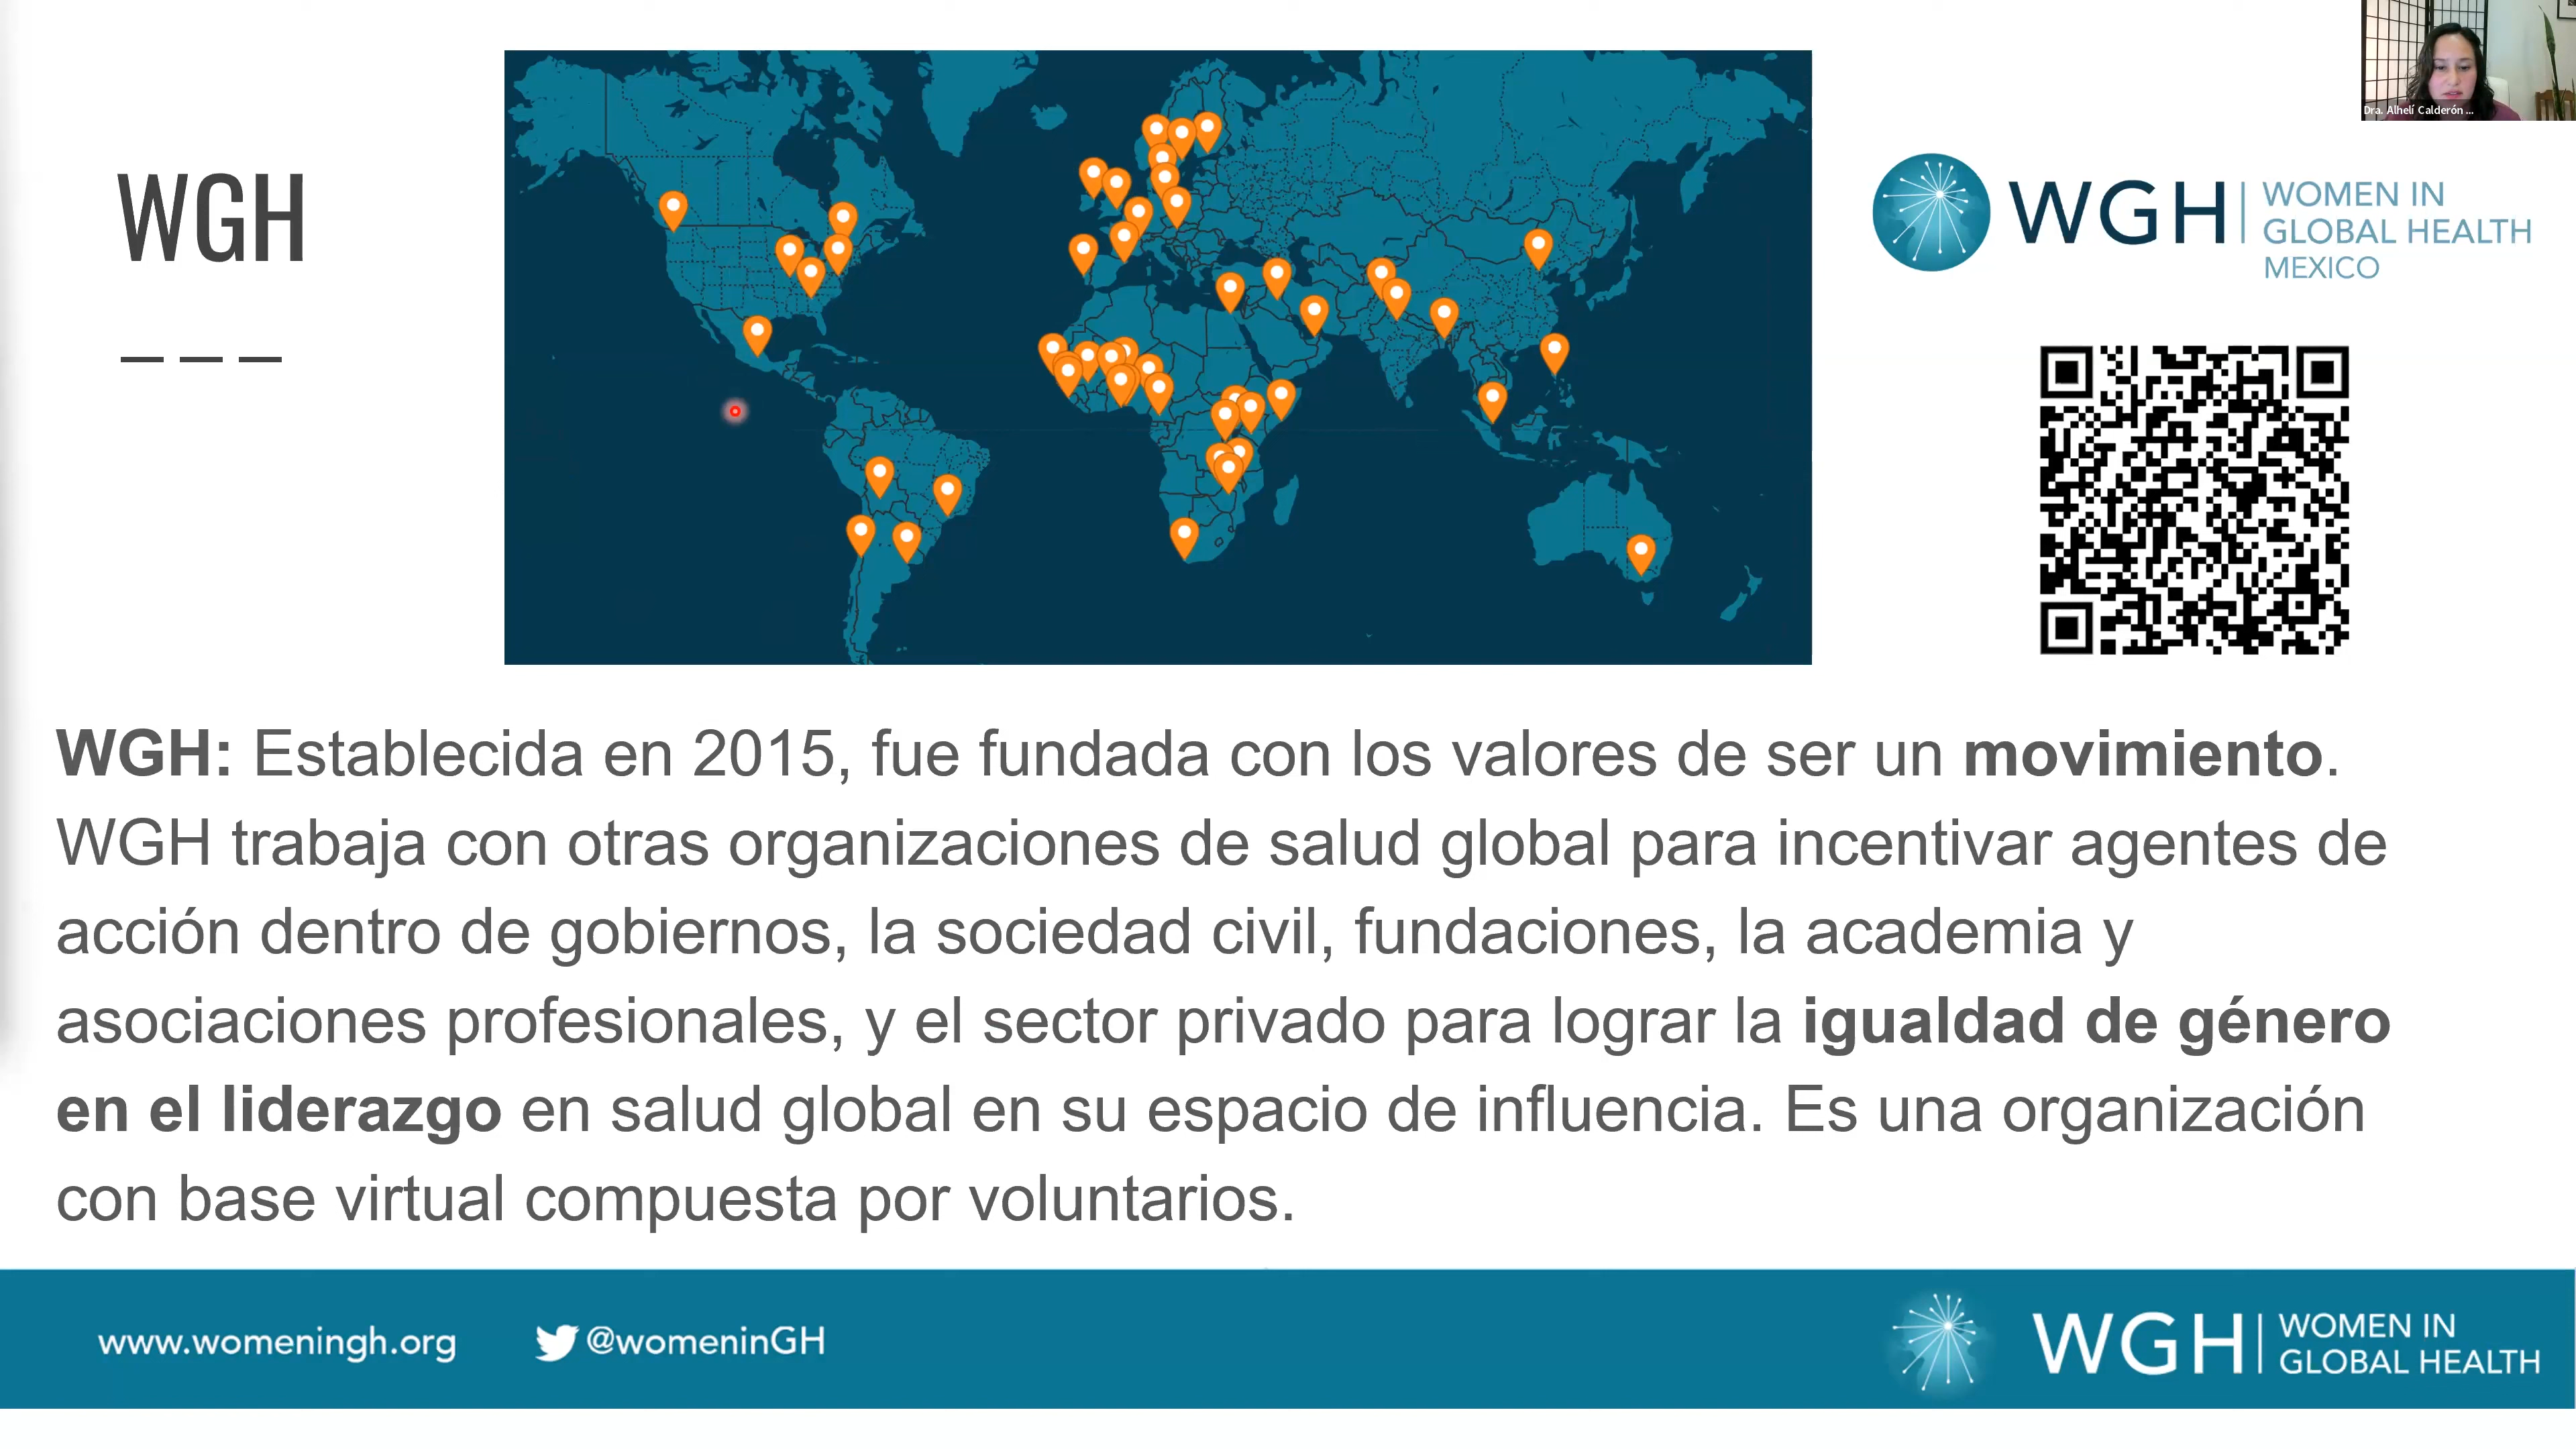 Dra. Alhelí Calderón ...
WGH
WGH
WOMEN IN
GLOBAL HEALTH
MEXICO
WGH: Establecida en 2015, fue fundada con los valores de ser un movimiento.
WGH trabaja con otras organizaciones de salud global para incentivar agentes de
acción dentro de gobiernos, la sociedad civil, fundaciones, la academia y
asociaciones profesionales, y el sector privado para lograr la igualdad de género
en el liderazgo en salud global en su espacio de influencia. Es una organización
con base virtual compuesta por voluntarios.
www.womeningh.org
@womeninGH
WGH
WOMEN IN
GLOBAL HEALTH